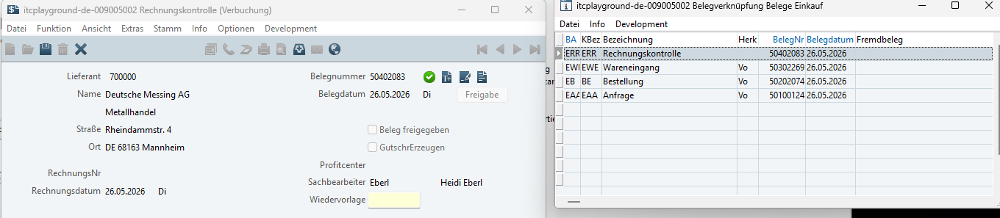 itcplayground-de-009005002 Rechnungskontrolle (Verbuchung)
Datei Funktion Ansicht Extras Stamm Info Optionen Development
Lieferant 700000 Belegnummer 50402083
Name Deutsche Messing AG Belegdatum 26.05.2026 Di Freigabe
Metallhandel
Straße Rheindammstr. 4 Beleg freigegeben
Ort DE 68163 Mannheim GutschrErzeugen
Profitcenter
RechnungsNr Sachbearbeiter Eberl Heidi Eberl
Rechnungsdatum 26.05.2026 Di Wiedervorlage
itcplayground-de-009005002 Belegverknüpfung Belege Einkauf
Datei Info Development
BA KBez Bezeichnung Herk BelegNr Belegdatum Fremdbeleg
ERR ERR Rechnungskontrolle 50402083 26.05.2026
EWE EWE Wareneingang Vo 50302269 26.05.2026
EB BE Bestellung Vo 50202074 26.05.2026
EAA EAA Anfrage Vo 50100124 26.05.2026